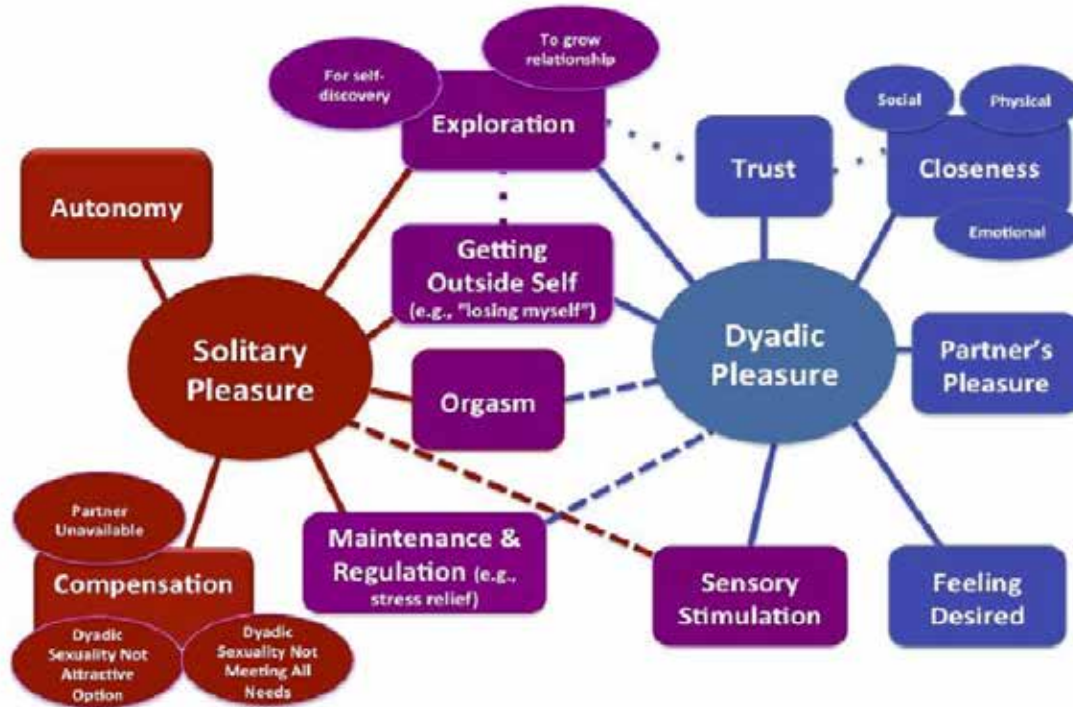 To grow
relationship
For self-
discovery
Exploration
Social
Physical
Trust
Closeness
Emotional
Autonomy
Getting
Outside Self
(e.g., "losing myself")
Solitary
Pleasure
Dyadic
Pleasure
Partner's
Pleasure
Orgasm
Partner
Unavailable
Compensation
Dyadic
Sexuality Not
Attractive
Option
Dyadic
Sexuality Not
Meeting All
Needs
Maintenance &
Regulation (e.g.,
stress relief)
Sensory
Stimulation
Feeling
Desired